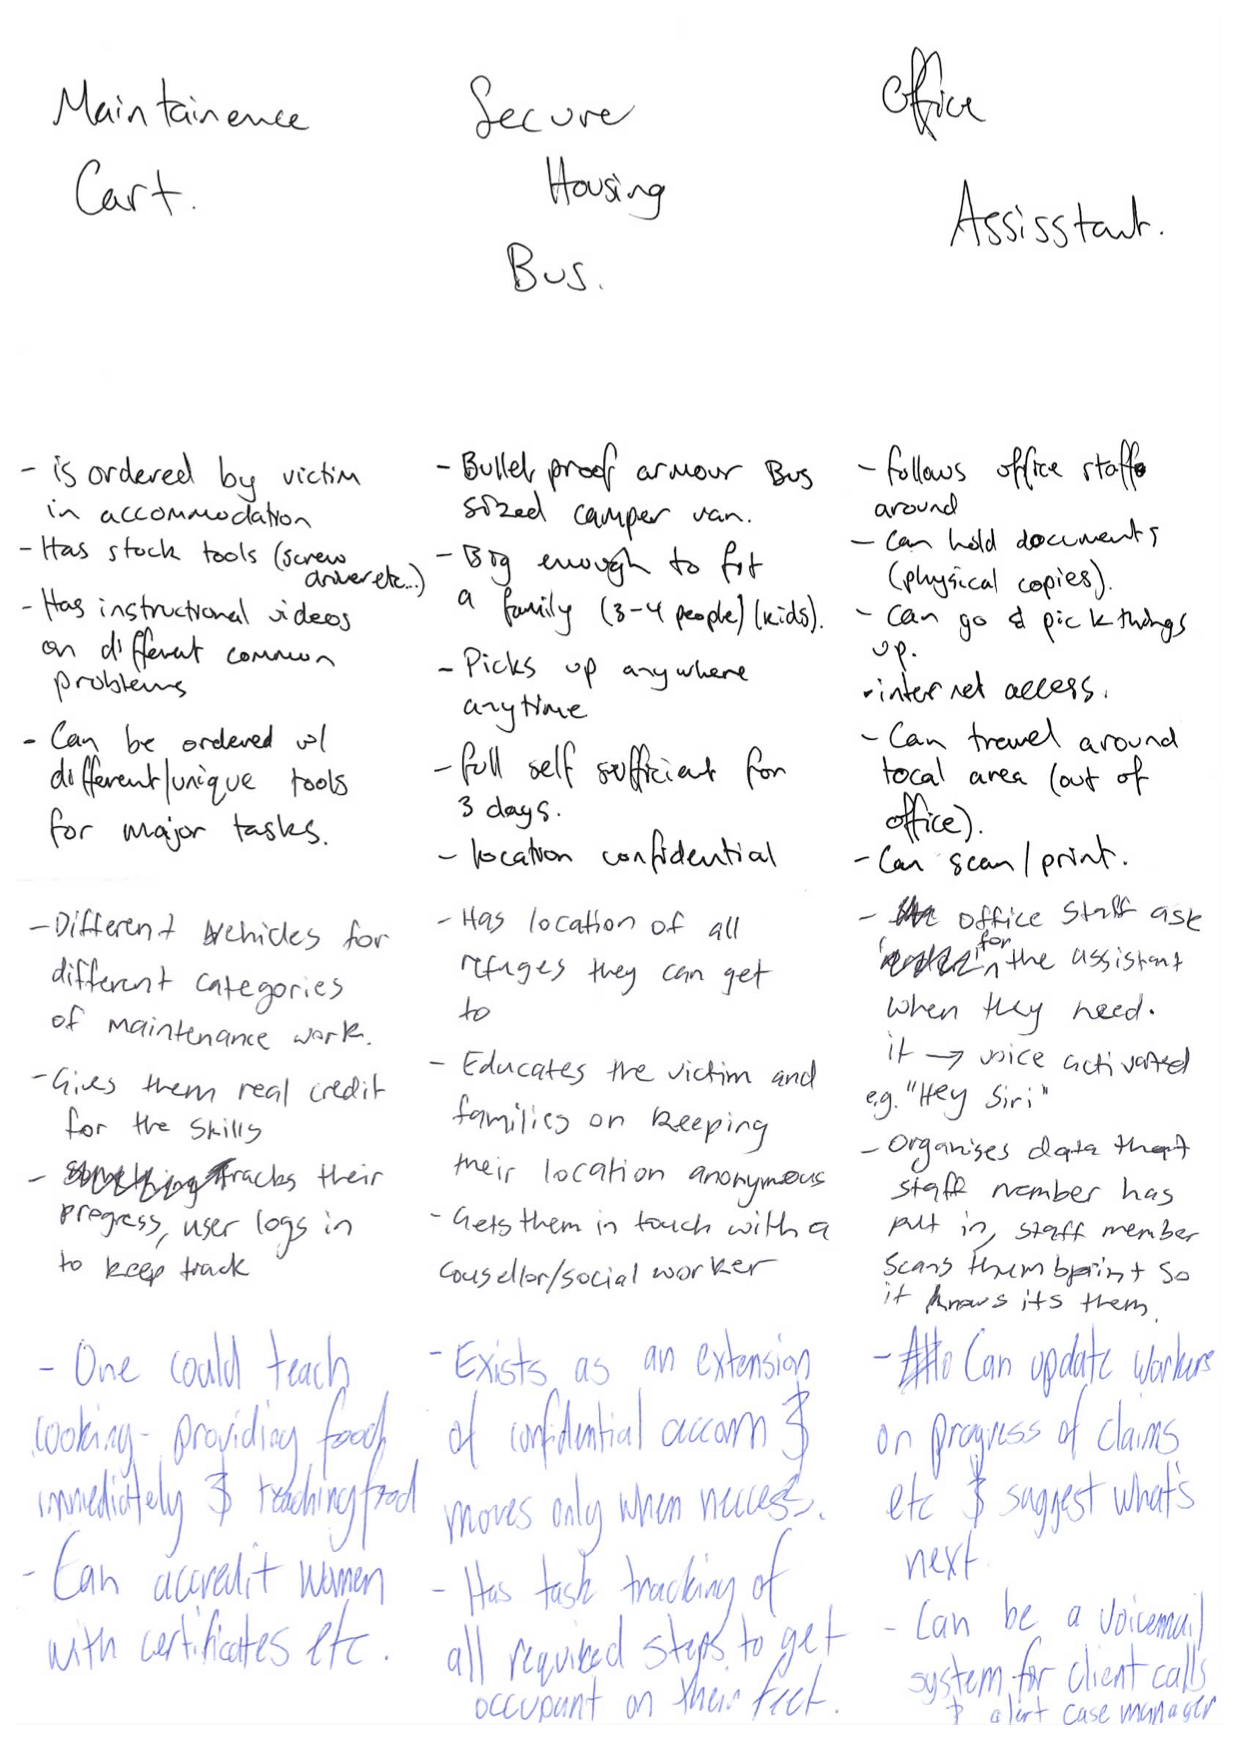 Maintainence
Cart.
- is ordered by victim
in accommodation
- Has stock tools (screw
driver etc...)
- Has instructional videos
on different common
problems
- Can be ordered w/
different/unique tools
for major tasks.
- Different vehicles for
different categories
of maintenance work.
- Gives them real credit
for the skills
- tracks their
progress, user logs in
to keep track
- One could teach
cooking - providing food
immediately & teaching food
- Can accredit women
with certificates etc.
Secure
Housing
Bus.
- Bullet proof armour Bus
sized camper van.
- Big enough to fit
a family (3-4 people) (kids).
- Picks up anywhere
anytime
- full self sufficient for
3 days.
- location confidential
- Has location of all
refuges they can get
to
- Educates the victim and
families on keeping
their location anonymous
- Gets them in touch with a
cousellor/social worker
- Exists as an extension
of confidential accom &
moves only when necess.
- Has task tracking of
all required steps to get
occupant on their feet.
Office
Assisstant.
- follows office staff
around
- can hold documents
(physical copies).
- Can go & pick things
up.
- internet access.
- Can travel around
local area (out of
office).
- Can scan/print.
- office staff ask
for the assistant
when they need.
it → voice activated
e.g. "Hey Siri"
- Organises data that
staff member has
put in, staff member
scans thumbprint so
it knows its them.
- Can update workers
on progress of claims
etc & suggest what's
next.
- Can be a voicemail
system for client calls
& alert case manager